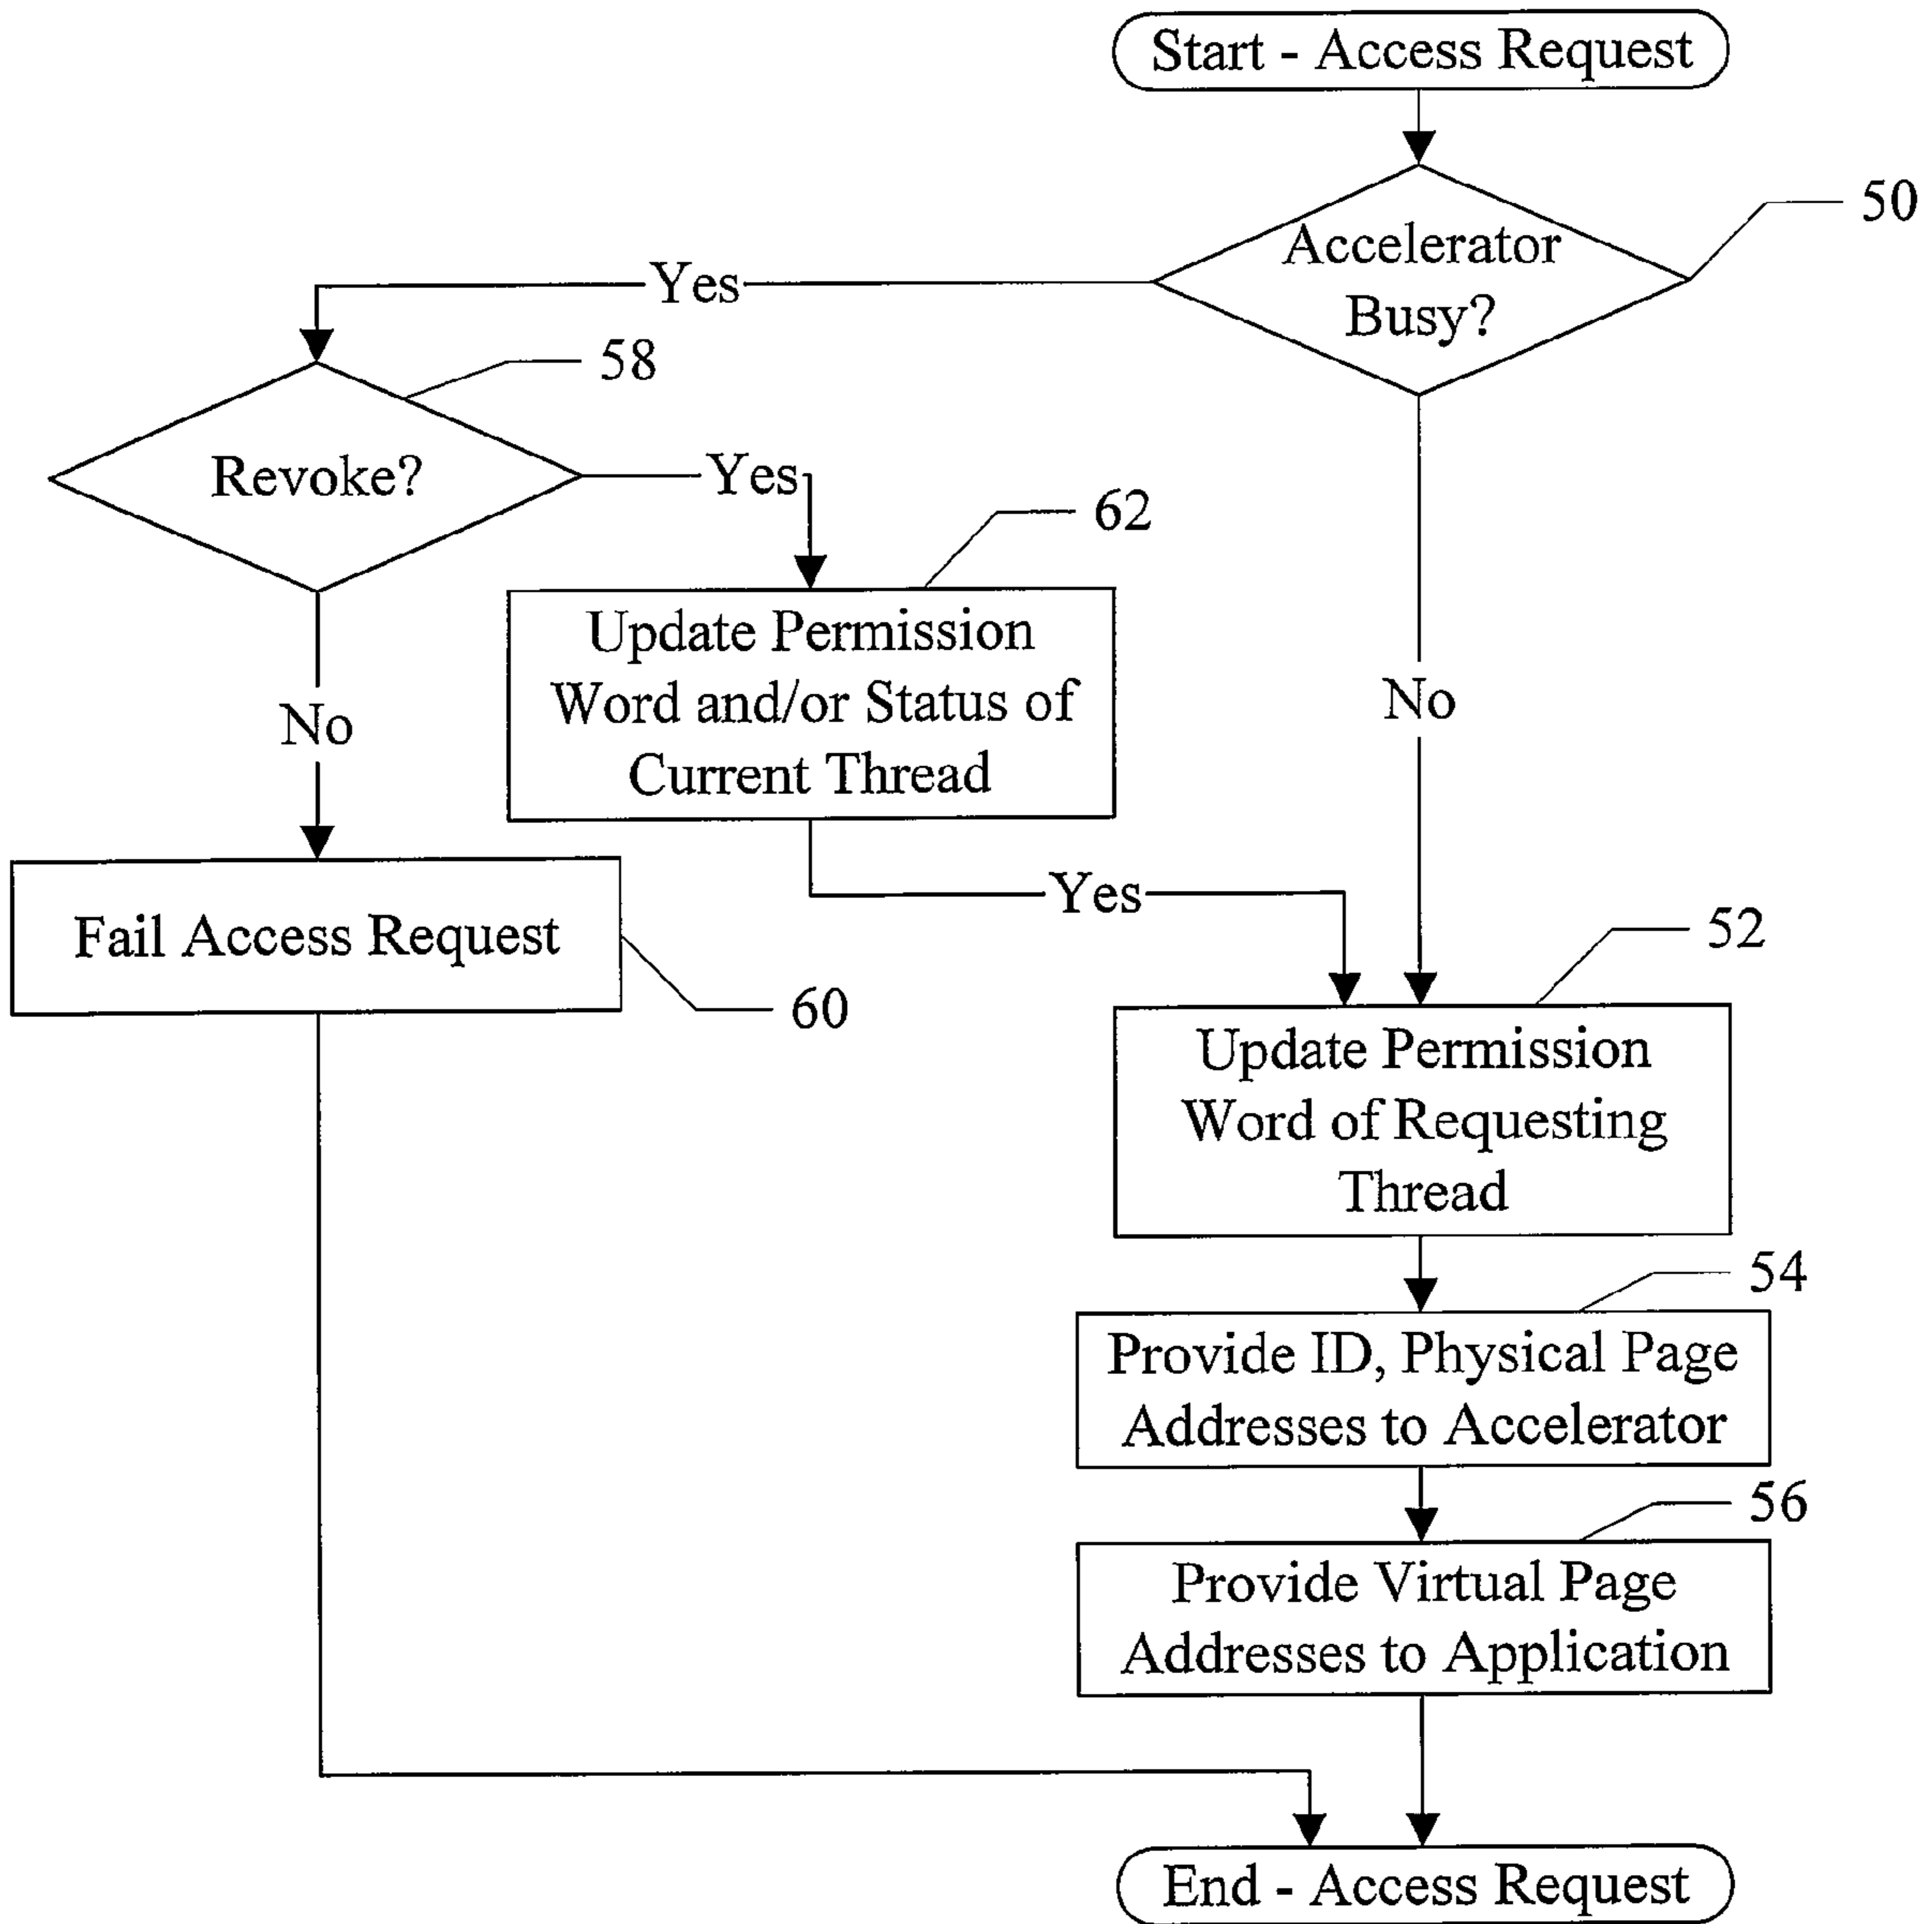 Start - Access Request
50
Accelerator
Busy?
Yes
58
Revoke?
Yes
62
Update Permission
Word and/or Status of
Current Thread
No
No
Yes
Fail Access Request
60
52
Update Permission
Word of Requesting
Thread
54
Provide ID, Physical Page
Addresses to Accelerator
56
Provide Virtual Page
Addresses to Application
End - Access Request